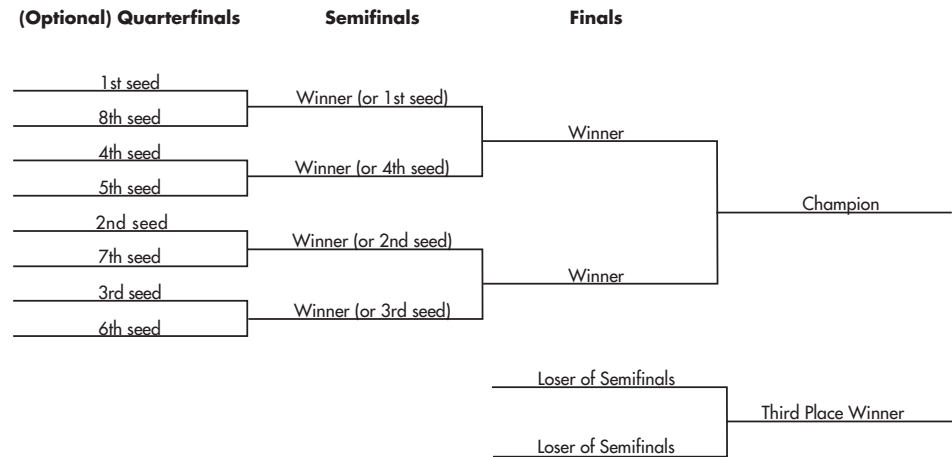 (Optional) Quarterfinals
Semifinals
Finals
1st seed
8th seed
4th seed
5th seed
2nd seed
7th seed
3rd seed
6th seed
Winner (or 1st seed)
Winner (or 4th seed)
Winner (or 2nd seed)
Winner (or 3rd seed)
Winner
Winner
Champion
Loser of Semifinals
Loser of Semifinals
Third Place Winner